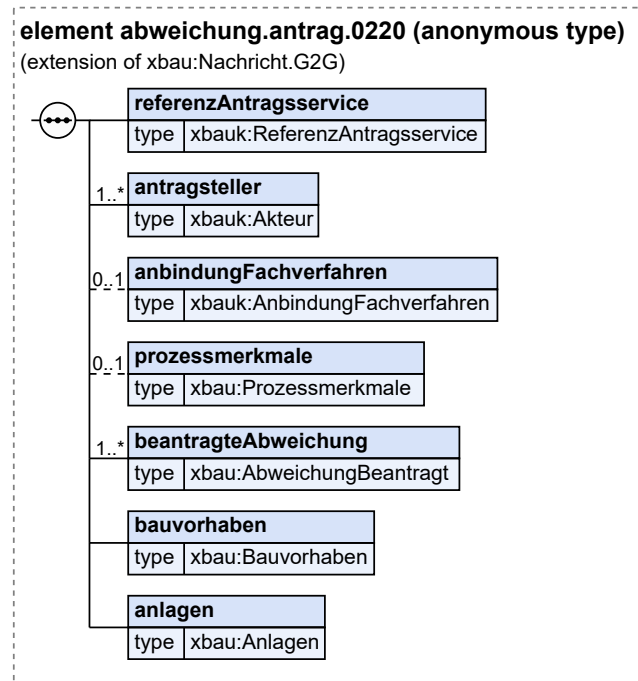 element abweichung.antrag.0220 (anonymous type)
(extension of xbau:Nachricht.G2G)
referenzAntragsservice
type xbauk:ReferenzAntragsservice
1..* antragsteller
type xbauk:Akteur
0..1 anbindungFachverfahren
type xbauk:AnbindungFachverfahren
0..1 prozessmerkmale
type xbau:Prozessmerkmale
1..* beantragteAbweichung
type xbau:AbweichungBeantragt
bauvorhaben
type xbau:Bauvorhaben
anlagen
type xbau:Anlagen